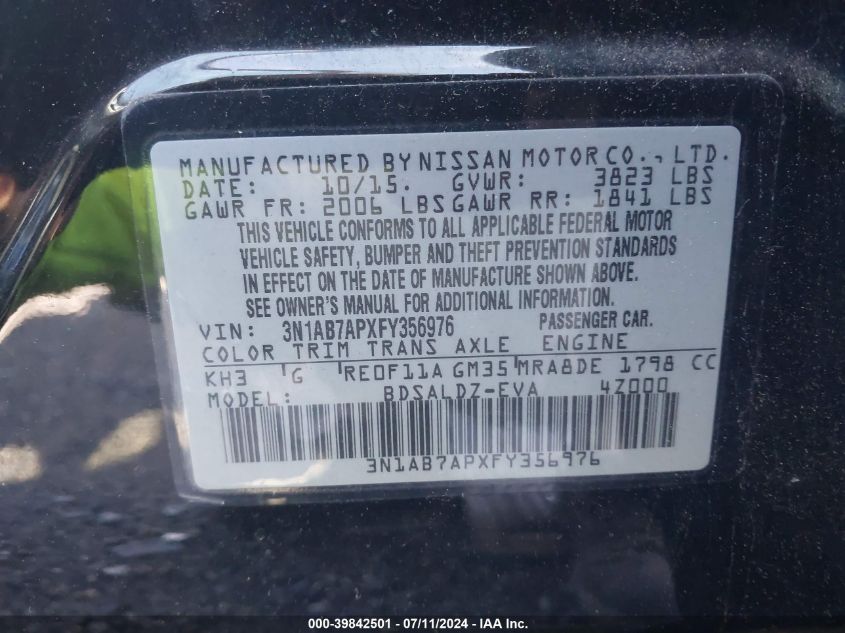 MANUFACTURED BY NISSAN MOTOR CO., LTD.
DATE: 10/15. GVWR: 3823 LBS
GAWR FR: 2006 LBS GAWR RR: 1841 LBS
THIS VEHICLE CONFORMS TO ALL APPLICABLE FEDERAL MOTOR
VEHICLE SAFETY, BUMPER AND THEFT PREVENTION STANDARDS
IN EFFECT ON THE DATE OF MANUFACTURE SHOWN ABOVE.
SEE OWNER'S MANUAL FOR ADDITIONAL INFORMATION.
VIN: 3N1AB7APXFY356976 PASSENGER CAR.
COLOR TRIM TRANS AXLE ENGINE
KH3 G RE0F11A GM35 MRA8DE 1798 CC
MODEL: BDSALDZ-EVA 4Z000
3N1AB7APXFY356976
000-39842501 - 07/11/2024 - IAA Inc.